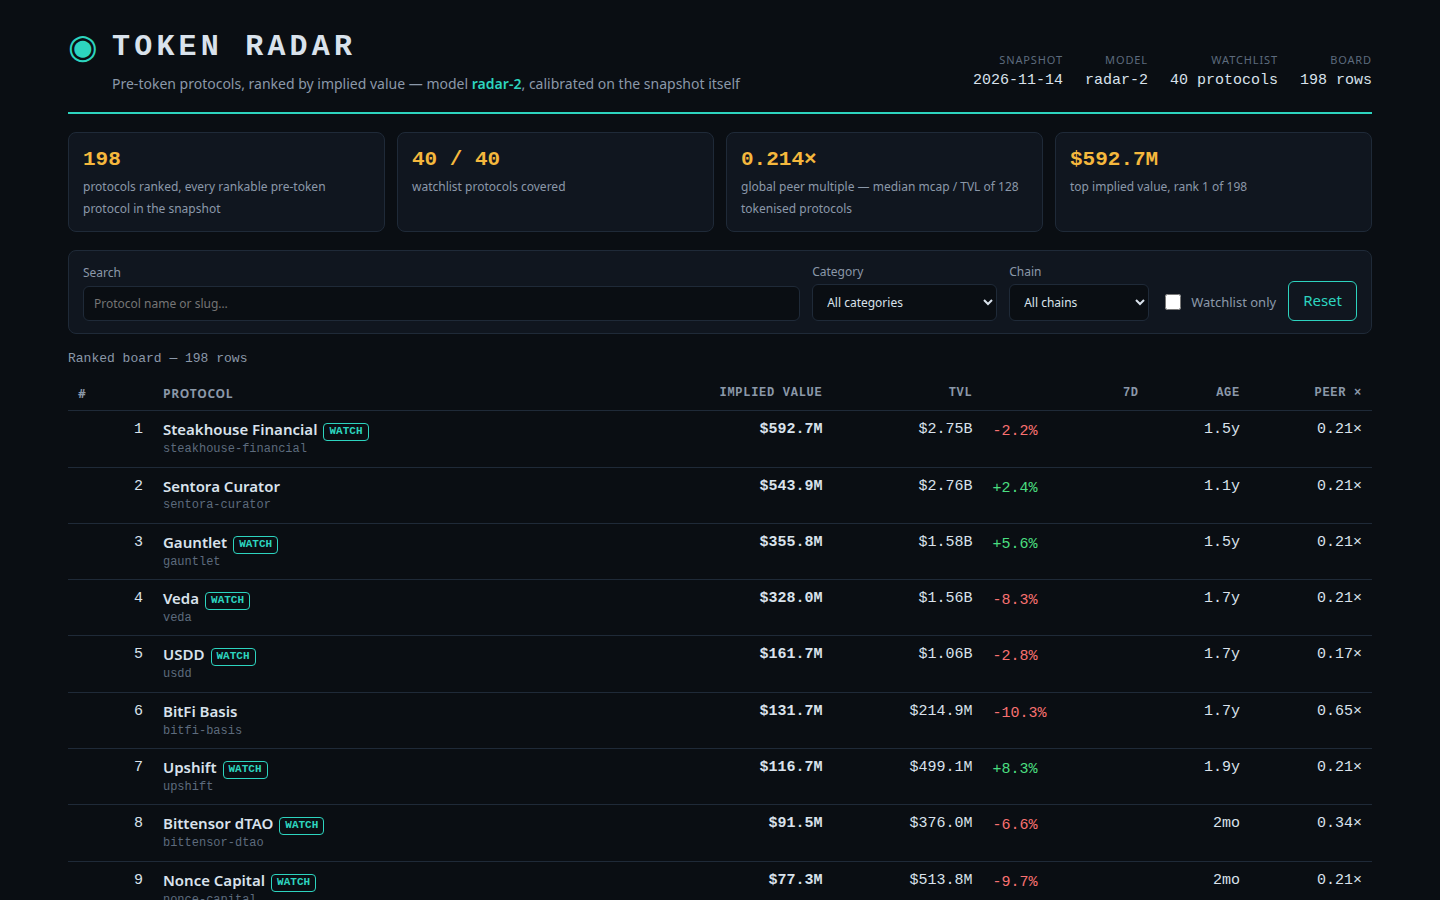 TOKEN RADAR
Pre-token protocols, ranked by implied value — model radar-2, calibrated on the snapshot itself
SNAPSHOT MODEL WATCHLIST BOARD
2026-11-14 radar-2 40 protocols 198 rows
198
protocols ranked, every rankable pre-token
protocol in the snapshot
40 / 40
watchlist protocols covered
0.214×
global peer multiple — median mcap / TVL of 128
tokenised protocols
$592.7M
top implied value, rank 1 of 198
Search
Protocol name or slug...
Category
All categories
Chain
All chains
Watchlist only
Reset
Ranked board — 198 rows
# PROTOCOL IMPLIED VALUE TVL 7D AGE PEER ×
1 Steakhouse Financial WATCH $592.7M $2.75B -2.2% 1.5y 0.21×
steakhouse-financial
2 Sentora Curator $543.9M $2.76B +2.4% 1.1y 0.21×
sentora-curator
3 Gauntlet WATCH $355.8M $1.58B +5.6% 1.5y 0.21×
gauntlet
4 Veda WATCH $328.0M $1.56B -8.3% 1.7y 0.21×
veda
5 USDD WATCH $161.7M $1.06B -2.8% 1.7y 0.17×
usdd
6 BitFi Basis $131.7M $214.9M -10.3% 1.7y 0.65×
bitfi-basis
7 Upshift WATCH $116.7M $499.1M +8.3% 1.9y 0.21×
upshift
8 Bittensor dTAO WATCH $91.5M $376.0M -6.6% 2mo 0.34×
bittensor-dtao
9 Nonce Capital WATCH $77.3M $513.8M -9.7% 2mo 0.21×
nonce-capital